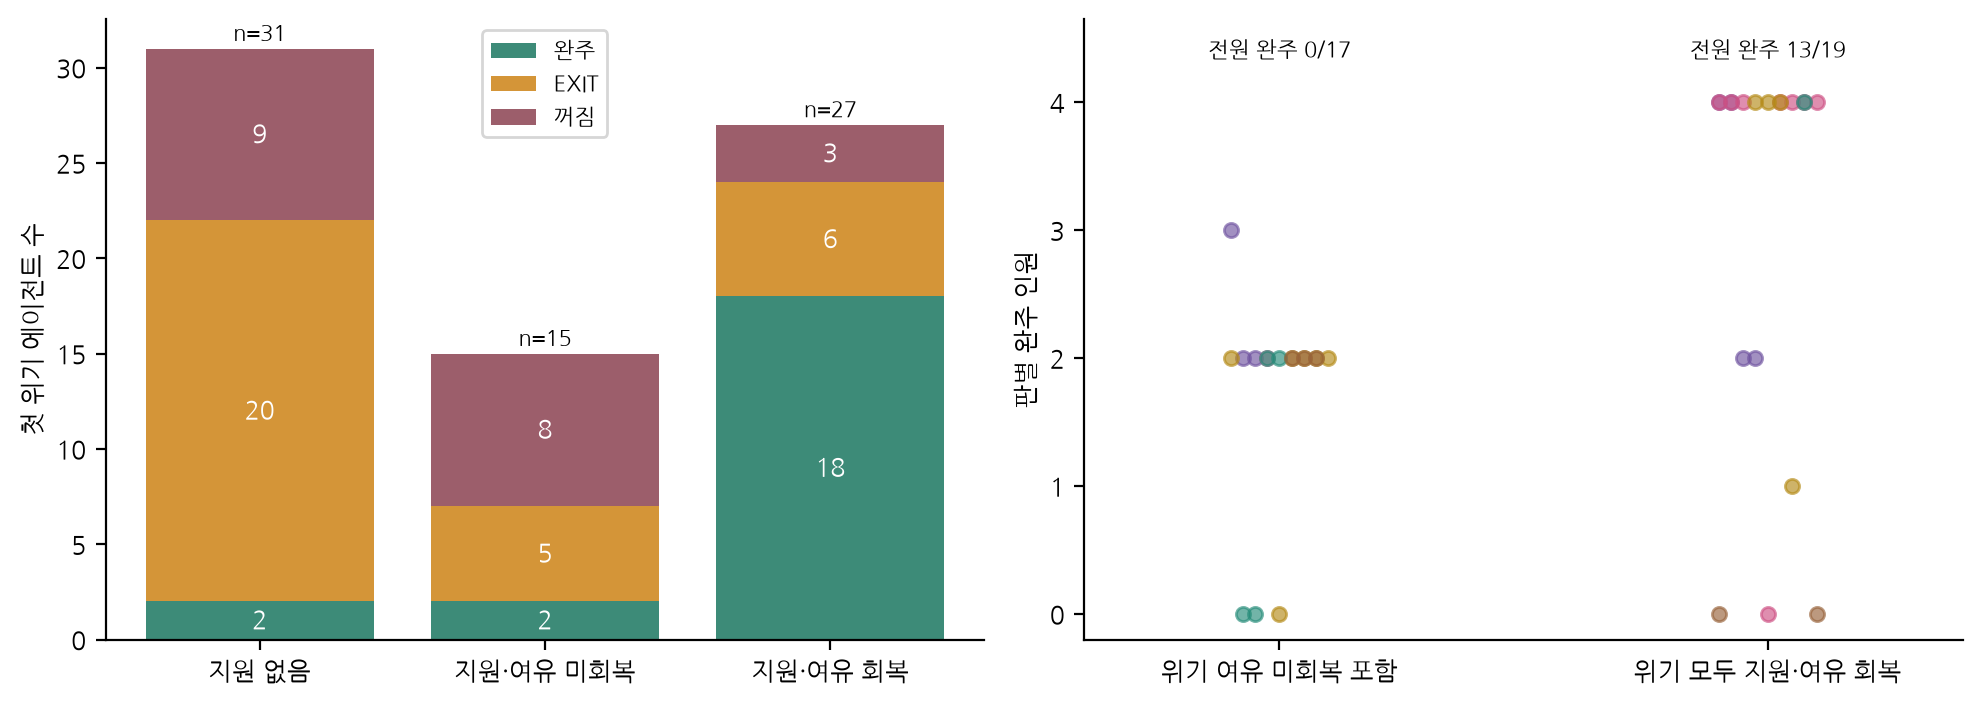 첫 위기 에이전트 수
30
25
20
15
10
5
0
n=31
9
20
2
n=15
8
5
2
n=27
3
6
18
완주
EXIT
꺼짐
지원 없음
지원·여유 미회복
지원·여유 회복
판별 완주 인원
4
3
2
1
0
전원 완주 0/17
전원 완주 13/19
위기 여유 미회복 포함
위기 모두 지원·여유 회복